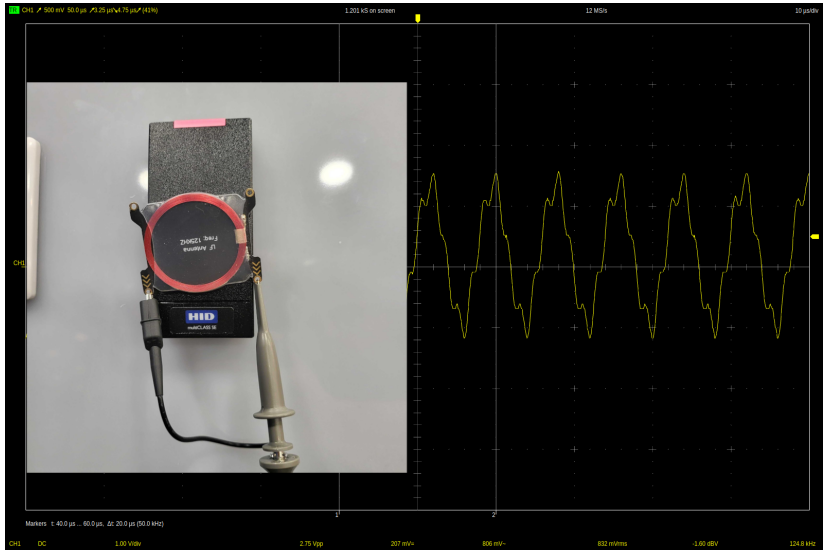 CH1 500 mV 50.0 µs 3.25 µs 4.75 µs (41%) 1.201 kS on screen 12 MS/s 10 µs/div
CH1
LF Antenna
Freq: 125KHZ
HID
multiCLASS SE
1
2
Markers t: 40.0 µs ... 60.0 µs, Δt: 20.0 µs (50.0 kHz)
CH1 DC 1.00 V/div 2.75 Vpp 207 mV= 806 mV~ 832 mVrms -1.60 dBV 124.8 kHz